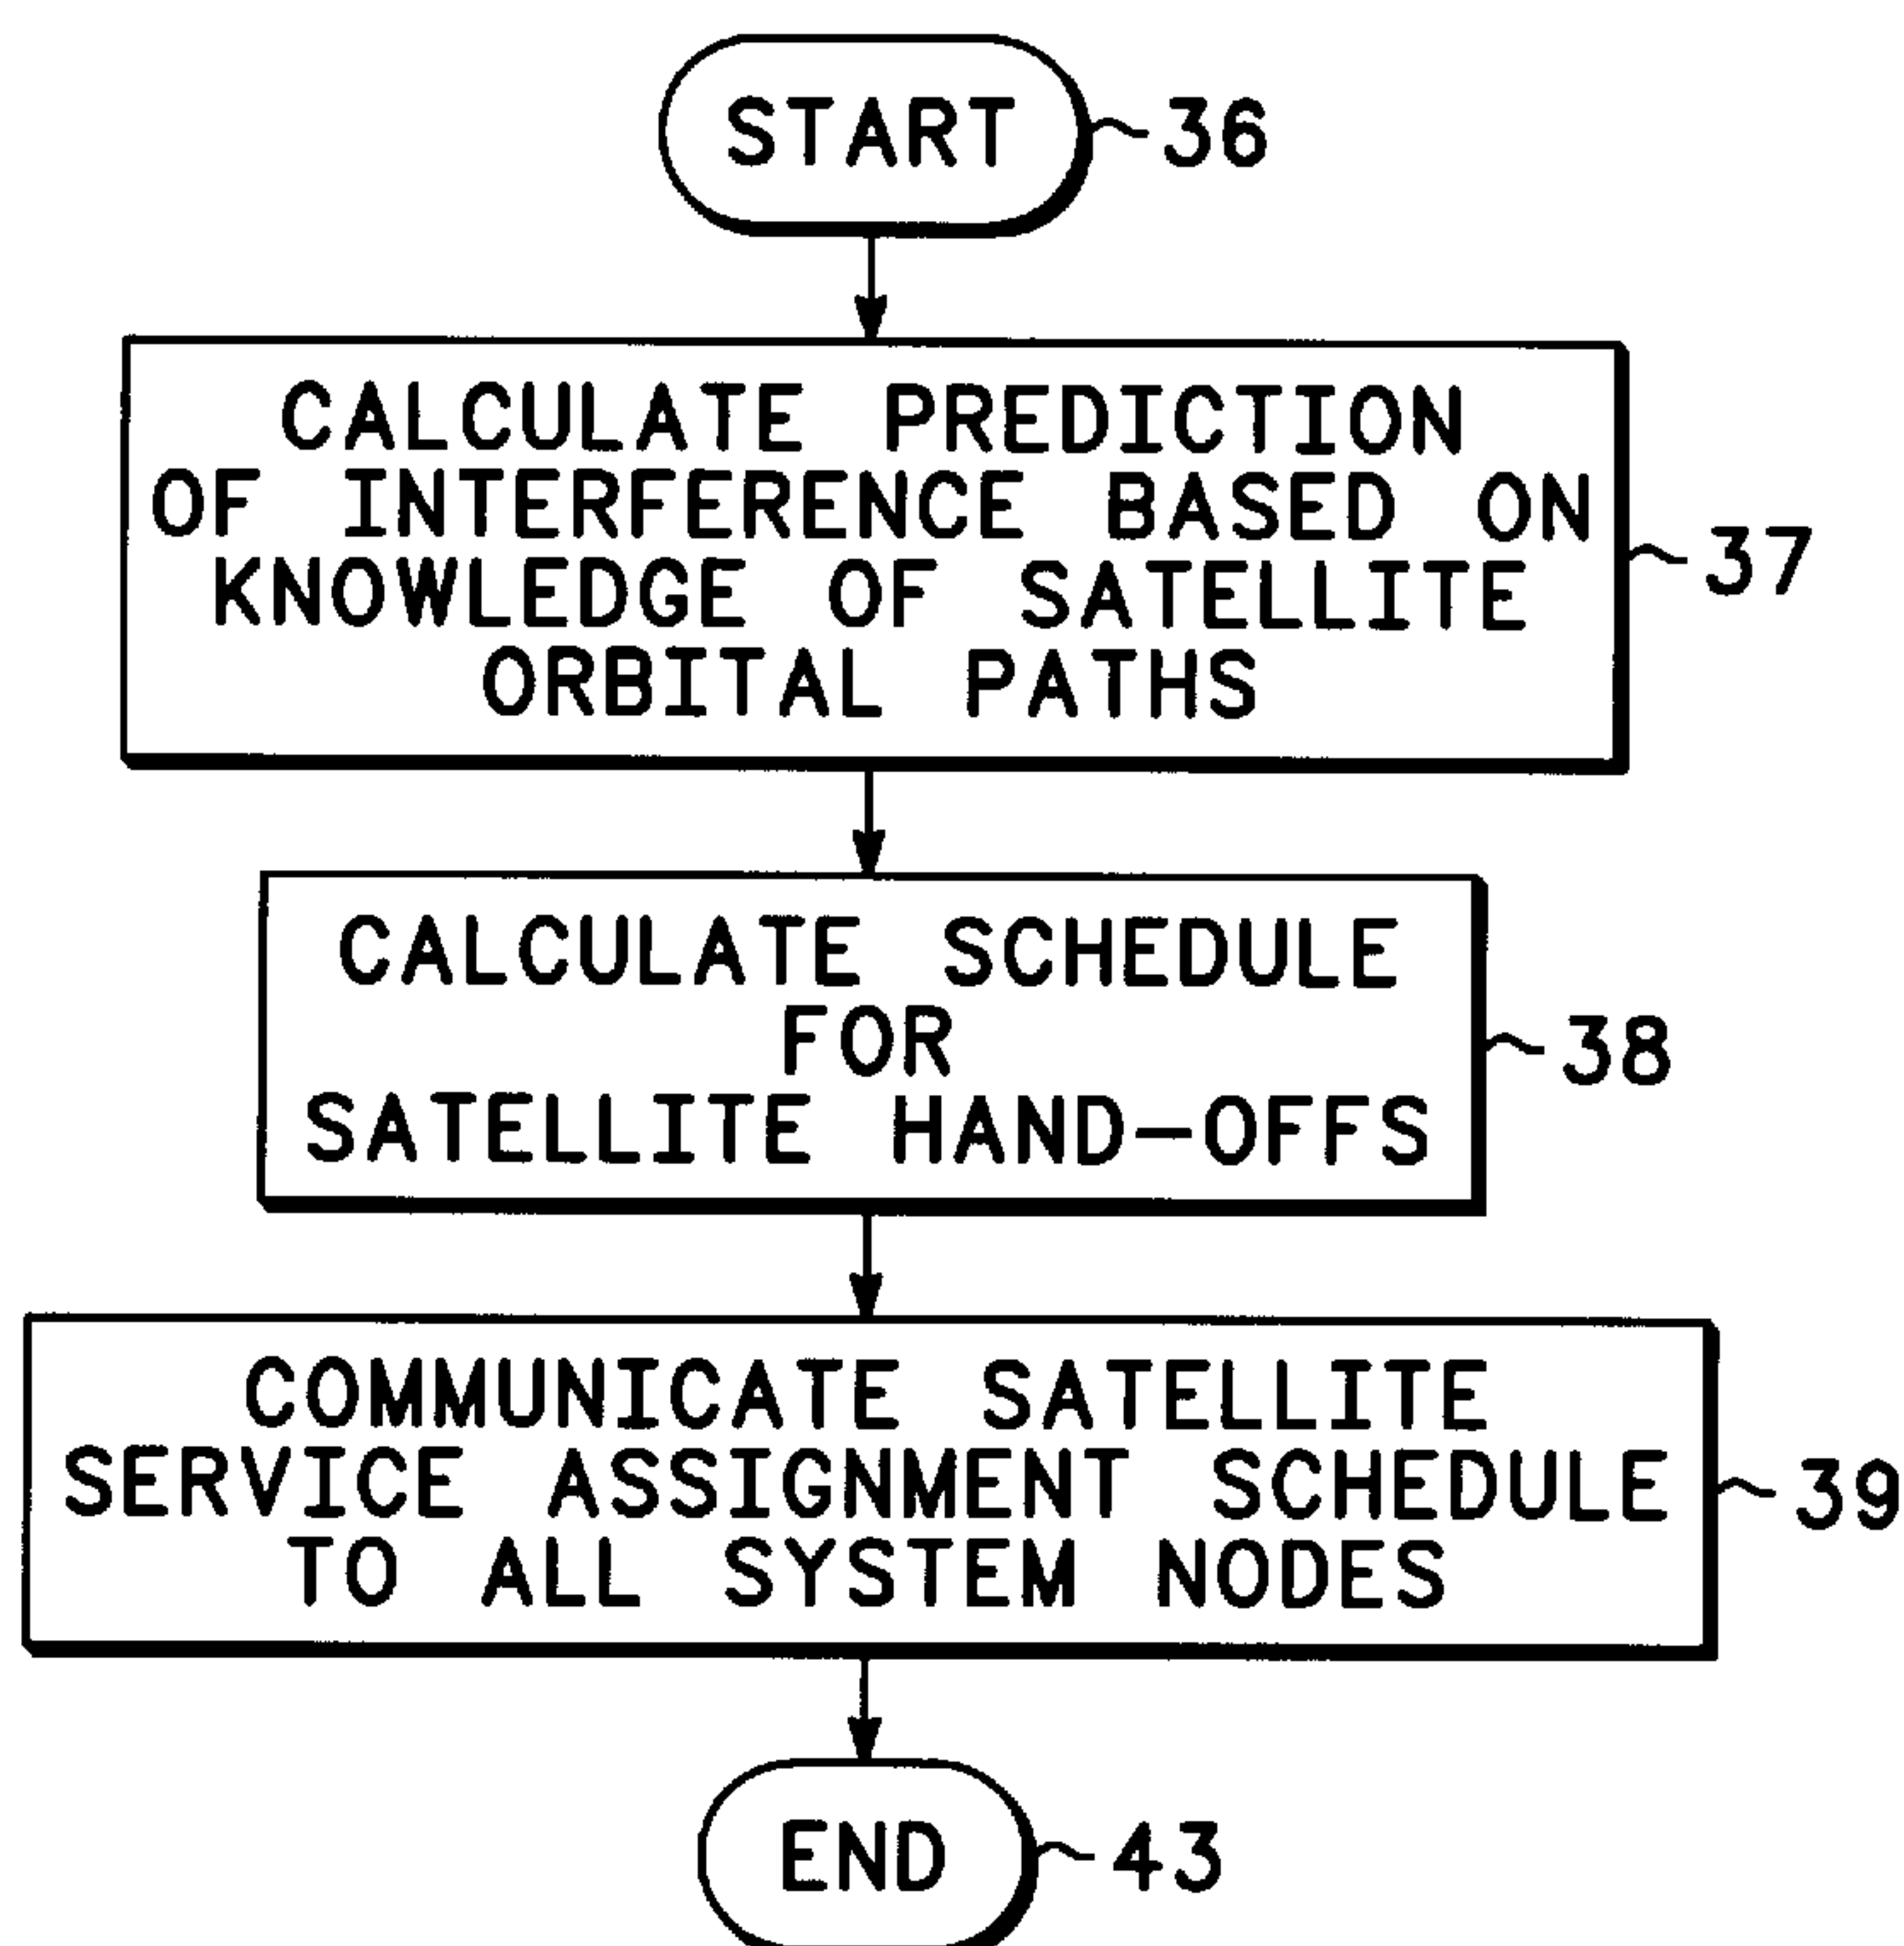 START 36
CALCULATE PREDICTION
OF INTERFERENCE BASED ON
KNOWLEDGE OF SATELLITE
ORBITAL PATHS
37
CALCULATE SCHEDULE
FOR
SATELLITE HAND-OFFS
38
COMMUNICATE SATELLITE
SERVICE ASSIGNMENT SCHEDULE
TO ALL SYSTEM NODES
39
END 43